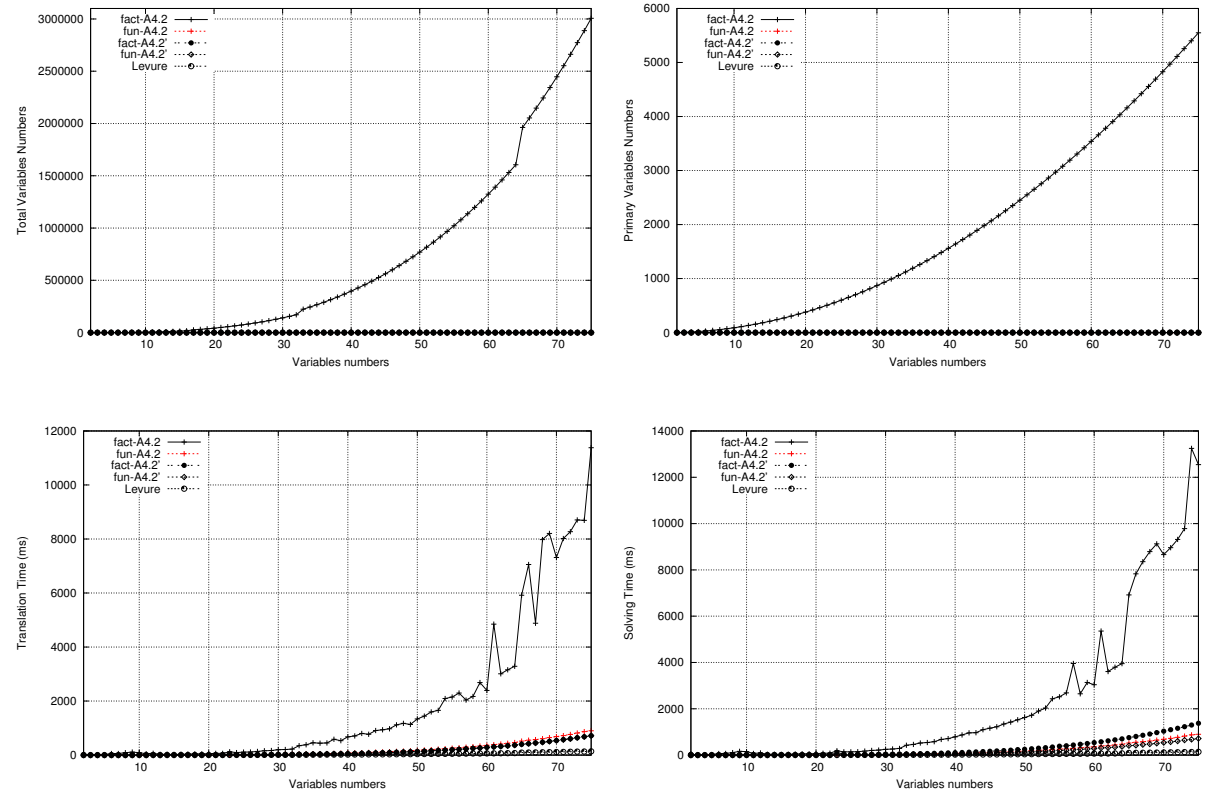 3000000
2500000
2000000
1500000
1000000
500000
0
Total Variables Numbers
fact-A4.2
fun-A4.2
fact-A4.2'
fun-A4.2'
Levure
10 20 30 40 50 60 70
Variables numbers
6000
5000
4000
3000
2000
1000
0
Primary Variables Numbers
fact-A4.2
fun-A4.2
fact-A4.2'
fun-A4.2'
Levure
10 20 30 40 50 60 70
Variables numbers
12000
10000
8000
6000
4000
2000
0
Translation Time (ms)
fact-A4.2
fun-A4.2
fact-A4.2'
fun-A4.2'
Levure
10 20 30 40 50 60 70
Variables numbers
14000
12000
10000
8000
6000
4000
2000
0
Solving Time (ms)
fact-A4.2
fun-A4.2
fact-A4.2'
fun-A4.2'
Levure
10 20 30 40 50 60 70
Variables numbers